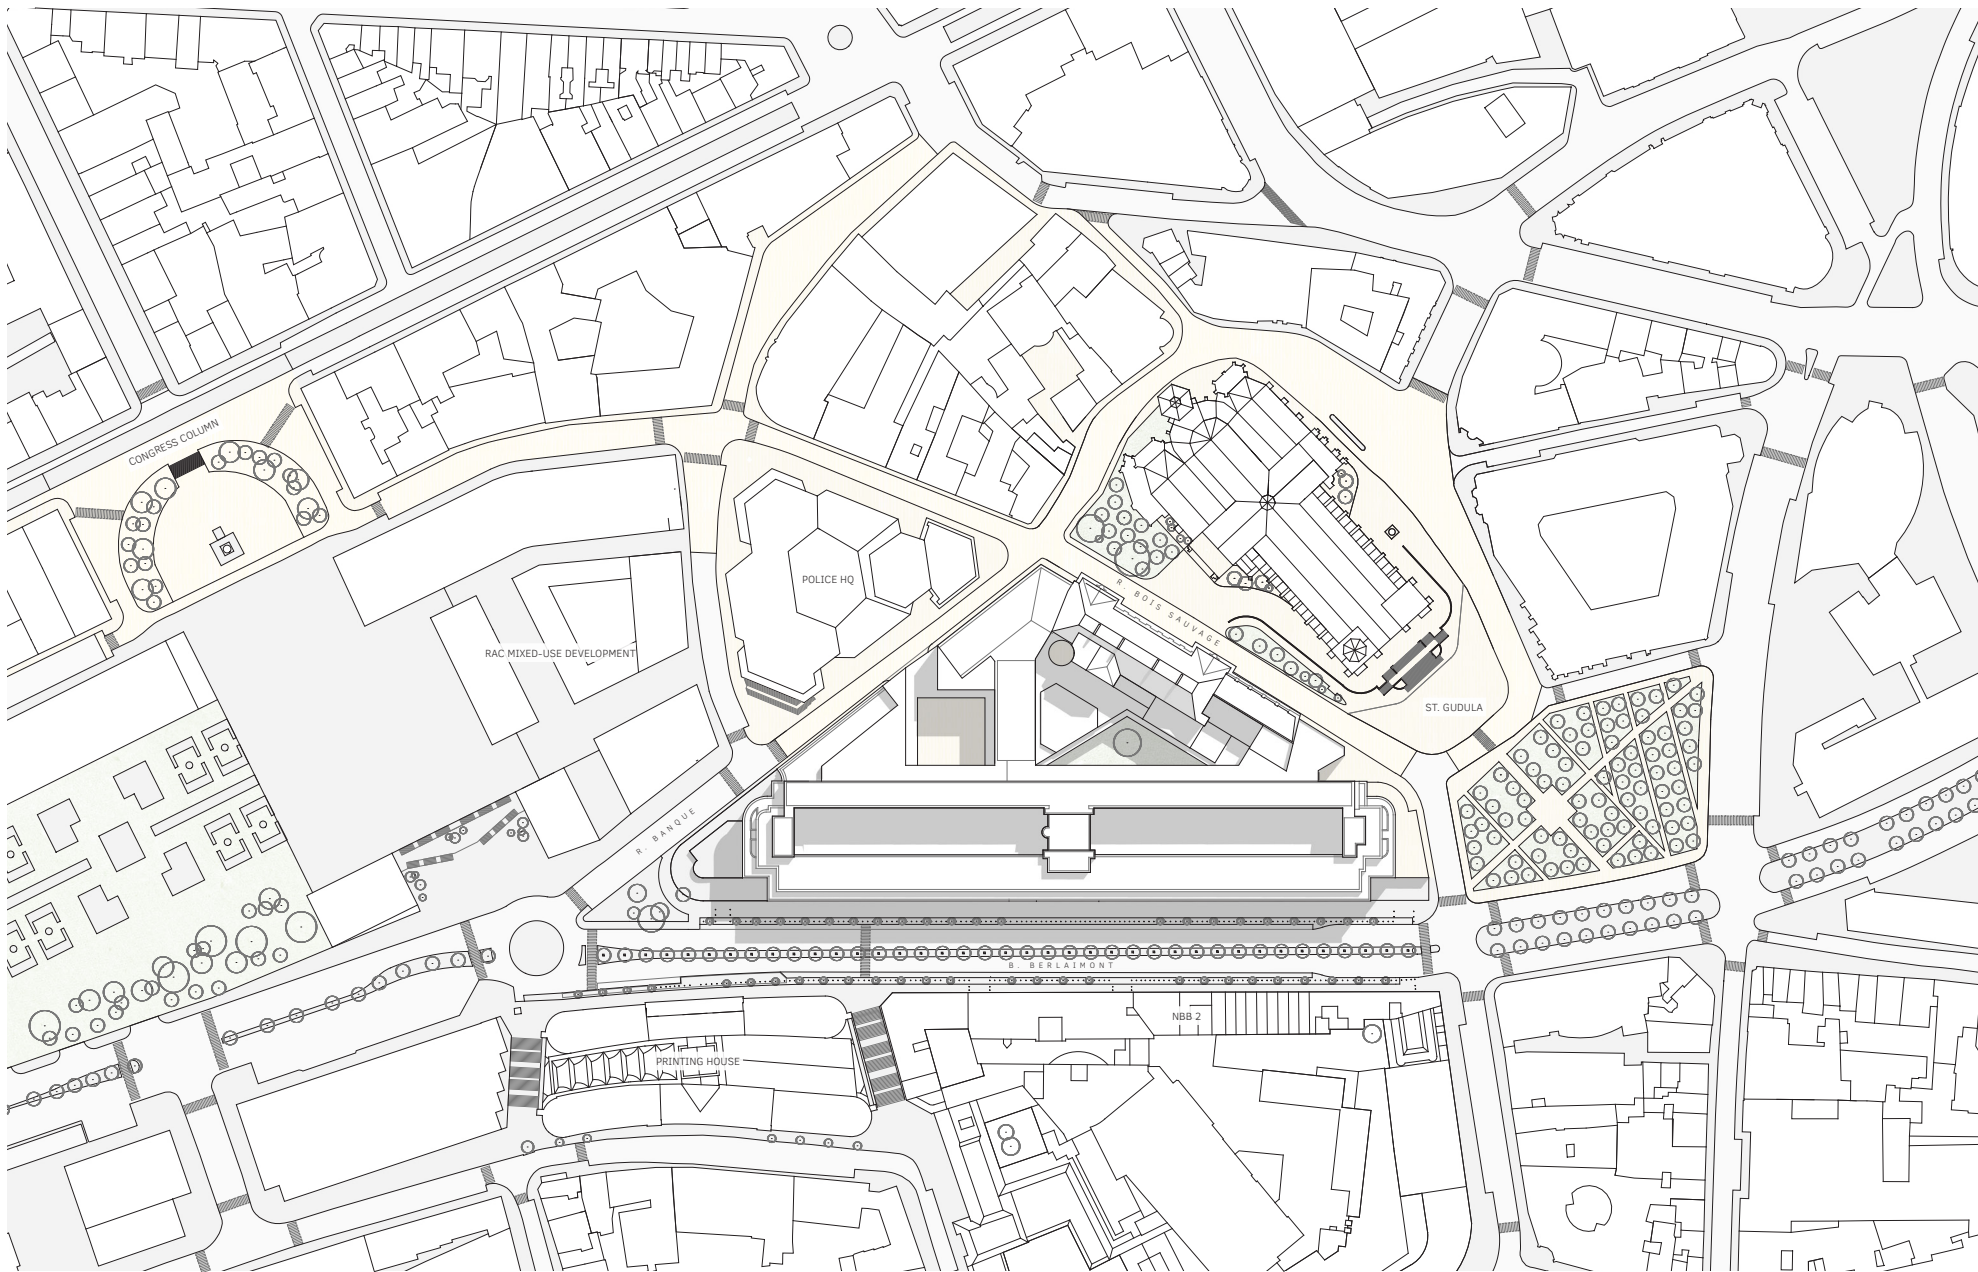 CONGRESS COLUMN
POLICE HQ
R. BOIS SAUVAGE
RAC MIXED-USE DEVELOPMENT
ST. GUDULA
R. BANQUE
B. BERLAIMONT
NBB 2
PRINTING HOUSE